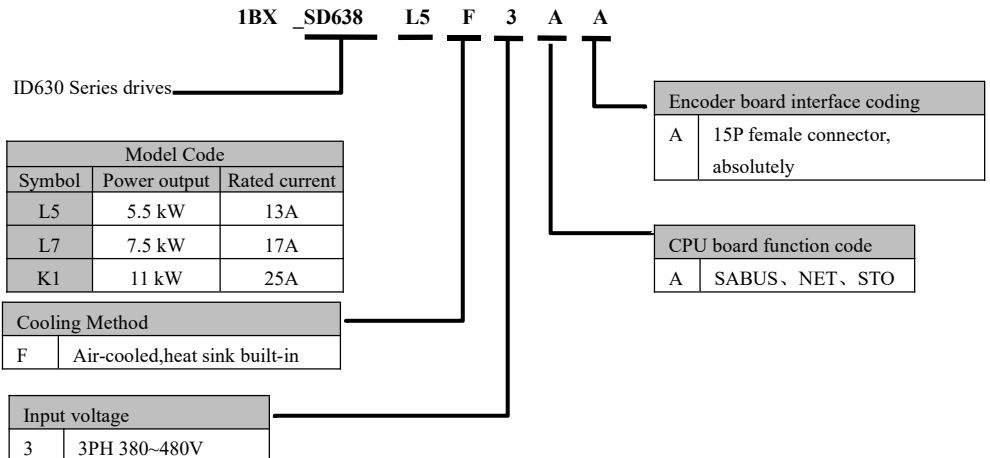 1BX _SD638 L5 F 3 A A
ID630 Series drives
Encoder board interface coding
A 15P female connector,
absolutely
Model Code
Symbol Power output Rated current
L5 5.5 kW 13A
L7 7.5 kW 17A
K1 11 kW 25A
CPU board function code
A SABUS、NET、STO
Cooling Method
F Air-cooled,heat sink built-in
Input voltage
3 3PH 380~480V